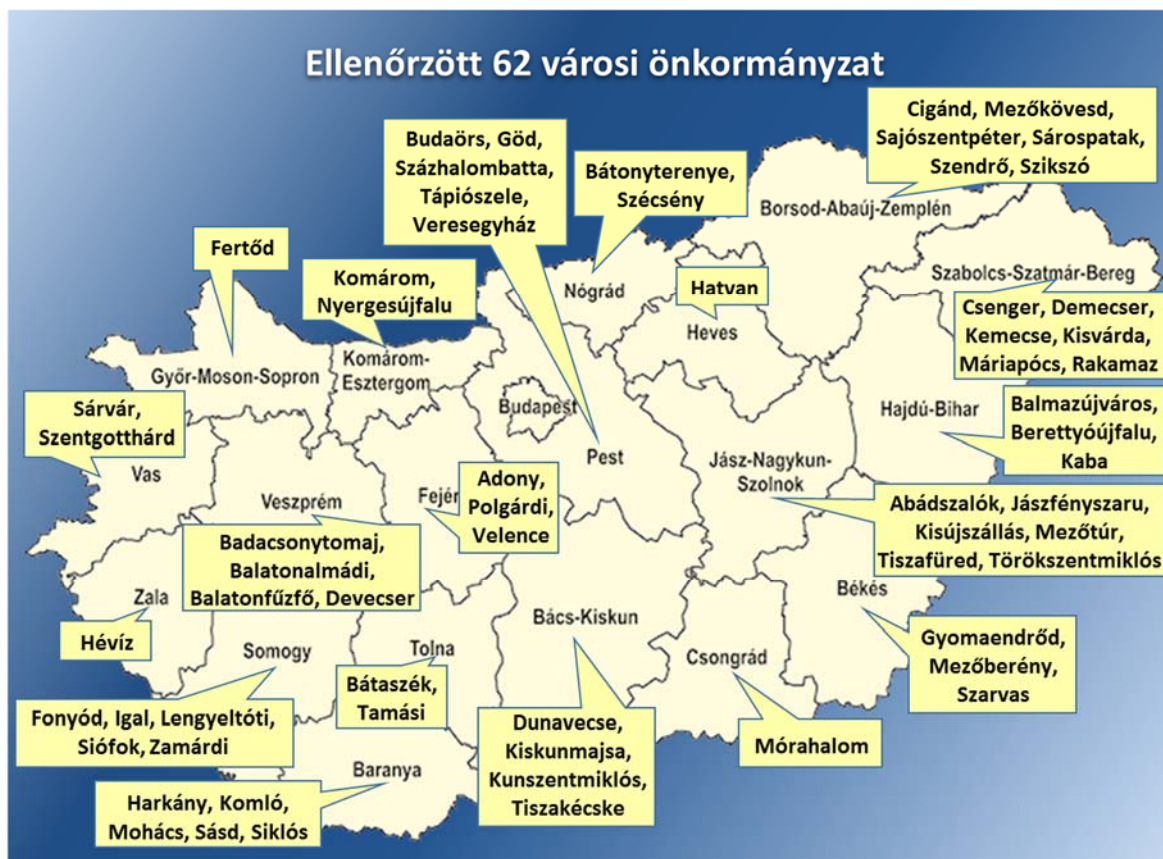 Ellenőrzött 62 városi önkormányzat
Cigánd, Mezőkövesd,
Sajószentpéter, Sárospatak,
Szendrő, Szikszó
Budaörs, Göd,
Százhalombatta,
Tápiószele,
Veresegyház
Bátonyterenye,
Szécsény
Borsod-Abaúj-Zemplén
Fertőd
Komárom,
Nyergesújfalu
Nógrád
Hatvan
Szabolcs-Szatmár-Bereg
Heves
Csenger, Demecser,
Kemecse, Kisvárda,
Máriapócs, Rakamaz
Győr-Moson-Sopron
Komárom-
Esztergom
Budapest
Hajdú-Bihar
Sárvár,
Szentgotthárd
Balmazújváros,
Berettyóújfalu,
Kaba
Vas
Veszprém
Fejér
Adony,
Polgárdi,
Velence
Pest
Jász-Nagykun-
Szolnok
Abádszalók, Jászfényszaru,
Kisújszállás, Mezőtúr,
Tiszafüred, Törökszentmiklós
Badacsonytomaj,
Balatonalmádi,
Balatonfűzfő, Devecser
Zala
Hévíz
Somogy
Tolna
Bács-Kiskun
Csongrád
Békés
Gyomaendrőd,
Mezőberény,
Szarvas
Bátaszék,
Tamási
Fonyód, Igal, Lengyeltóti,
Siófok, Zamárdi
Dunavecse,
Kiskunmajsa,
Kunszentmiklós,
Tiszakécske
Mórahalom
Baranya
Harkány, Komló,
Mohács, Sásd, Siklós